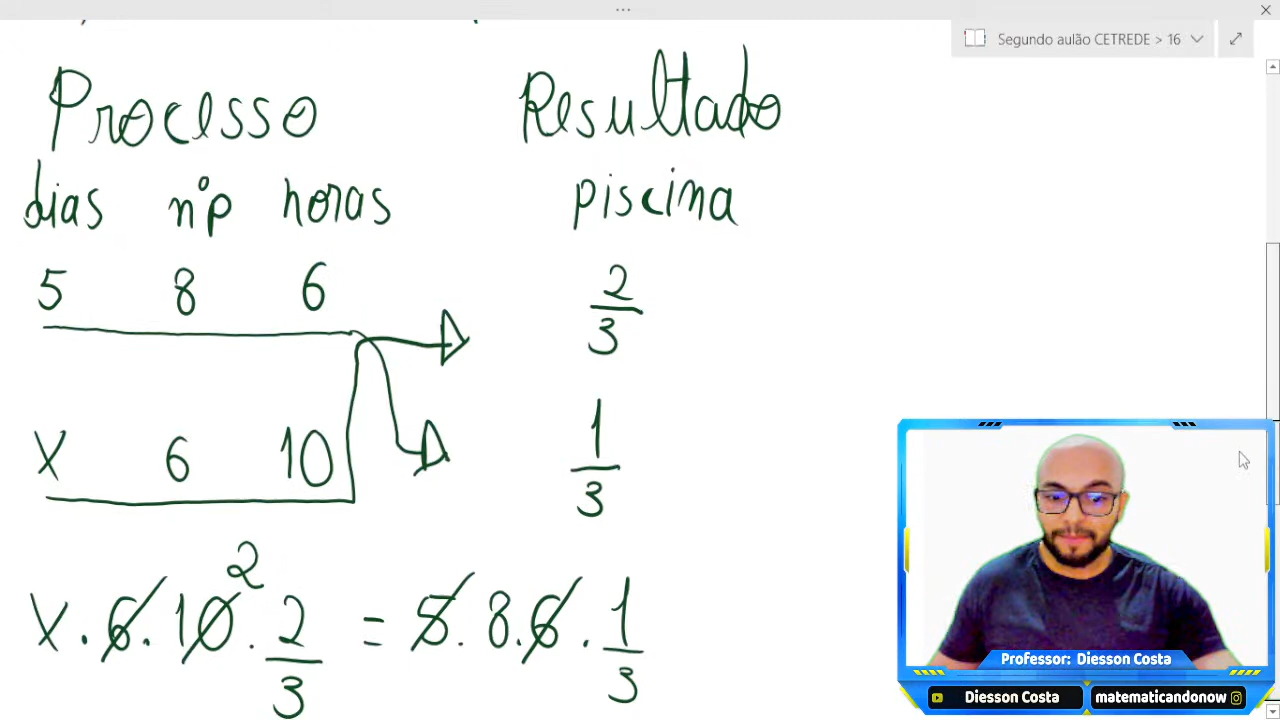 Segundo aulão CETREDE > 16
Processo Resultado
dias nºp horas piscina
5 8 6 2/3
X 6 10 1/3
2
X . 6 . 10 . 2/3 = 5 . 8 . 6 . 1/3
Professor: Diesson Costa
Diesson Costa matematicandonow